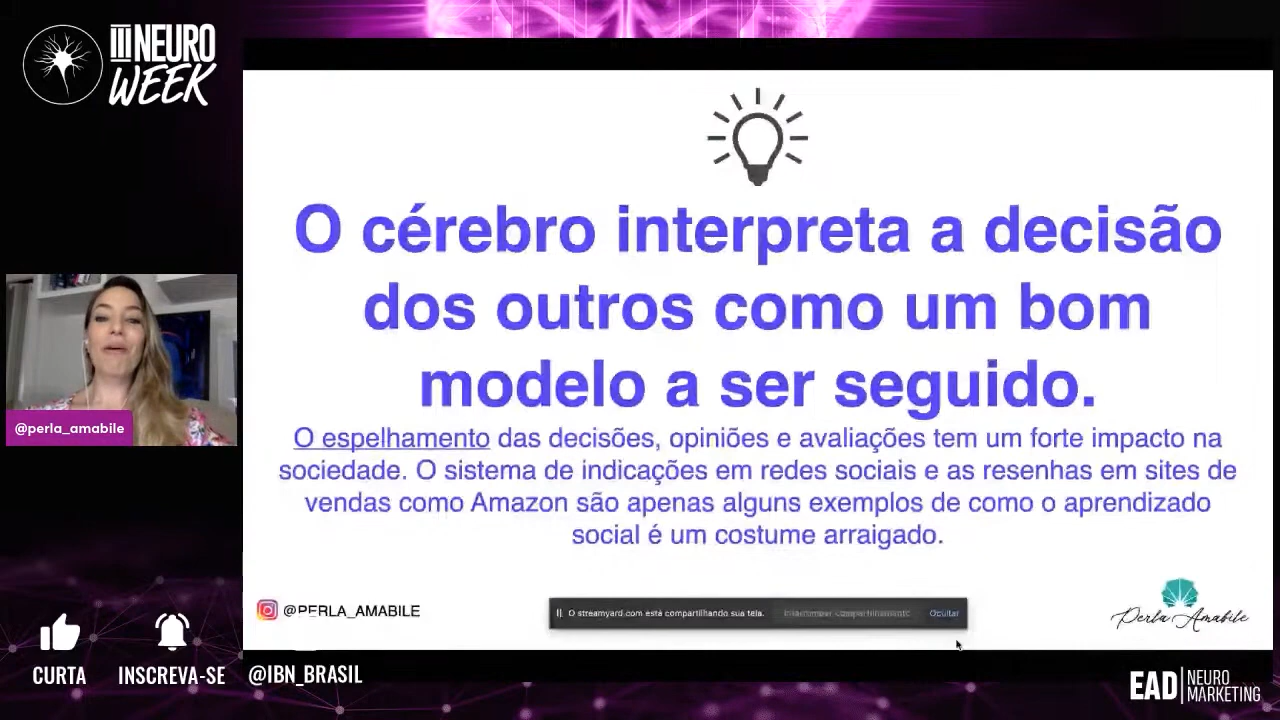 III NEURO
WEEK
O cérebro interpreta a decisão
dos outros como um bom
modelo a ser seguido.
O espelhamento das decisões, opiniões e avaliações tem um forte impacto na
sociedade. O sistema de indicações em redes sociais e as resenhas em sites de
vendas como Amazon são apenas alguns exemplos de como o aprendizado
social é um costume arraigado.
@perla_amabile
@PERLA_AMABILE
O streamyard.com está compartilhando sua tela.
Interromper compartilhamento
Ocultar
Perla Amabile
CURTA
INSCREVA-SE
@IBN_BRASIL
EAD
NEURO
MARKETING